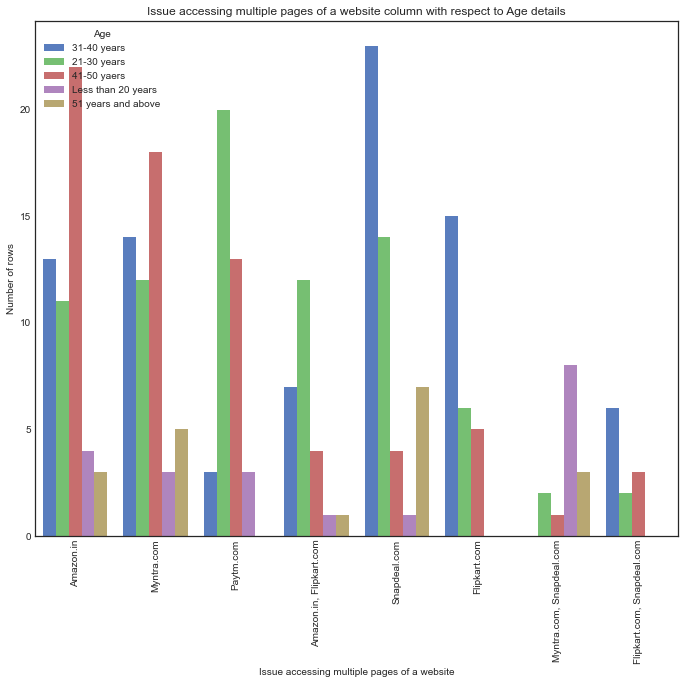 Issue accessing multiple pages of a website column with respect to Age details
Age
31-40 years
21-30 years
41-50 yaers
Less than 20 years
51 years and above
Number of rows
20
15
10
5
0
Amazon.in
Myntra.com
Paytm.com
Amazon.in, Flipkart.com
Snapdeal.com
Flipkart.com
Myntra.com, Snapdeal.com
Flipkart.com, Snapdeal.com
Issue accessing multiple pages of a website